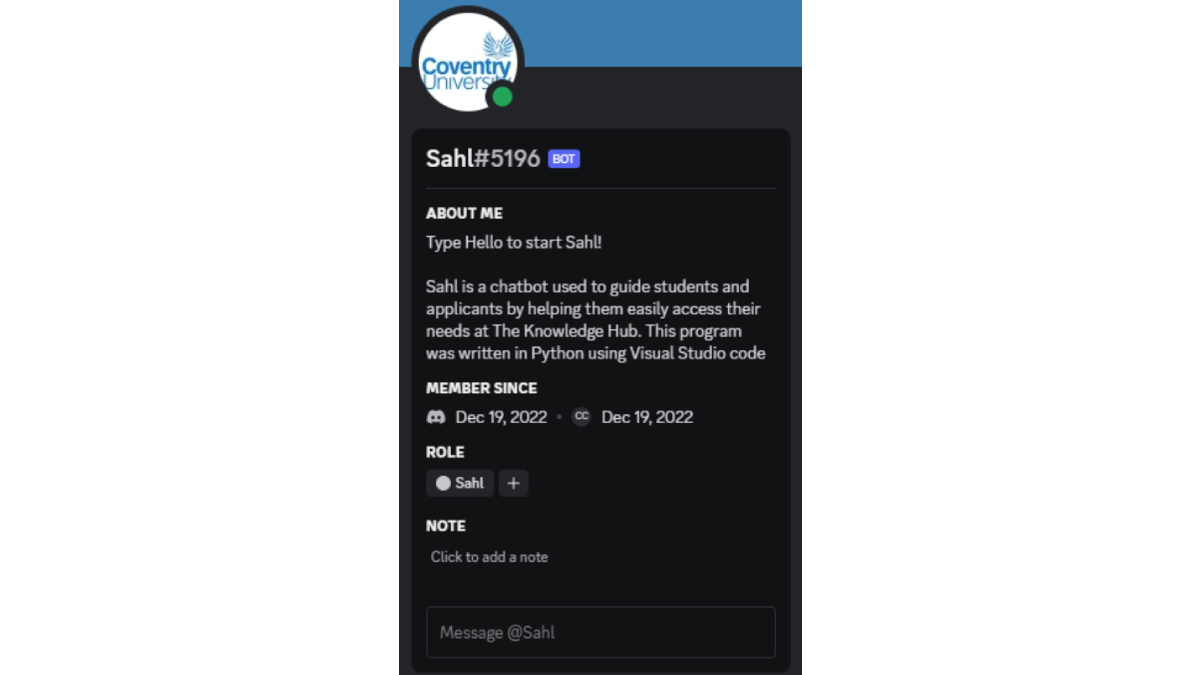 Coventry
University
Sahl#5196 BOT
ABOUT ME
Type Hello to start Sahl!
Sahl is a chatbot used to guide students and
applicants by helping them easily access their
needs at The Knowledge Hub. This program
was written in Python using Visual Studio code
MEMBER SINCE
Dec 19, 2022 • CC Dec 19, 2022
ROLE
Sahl +
NOTE
Click to add a note
Message @Sahl